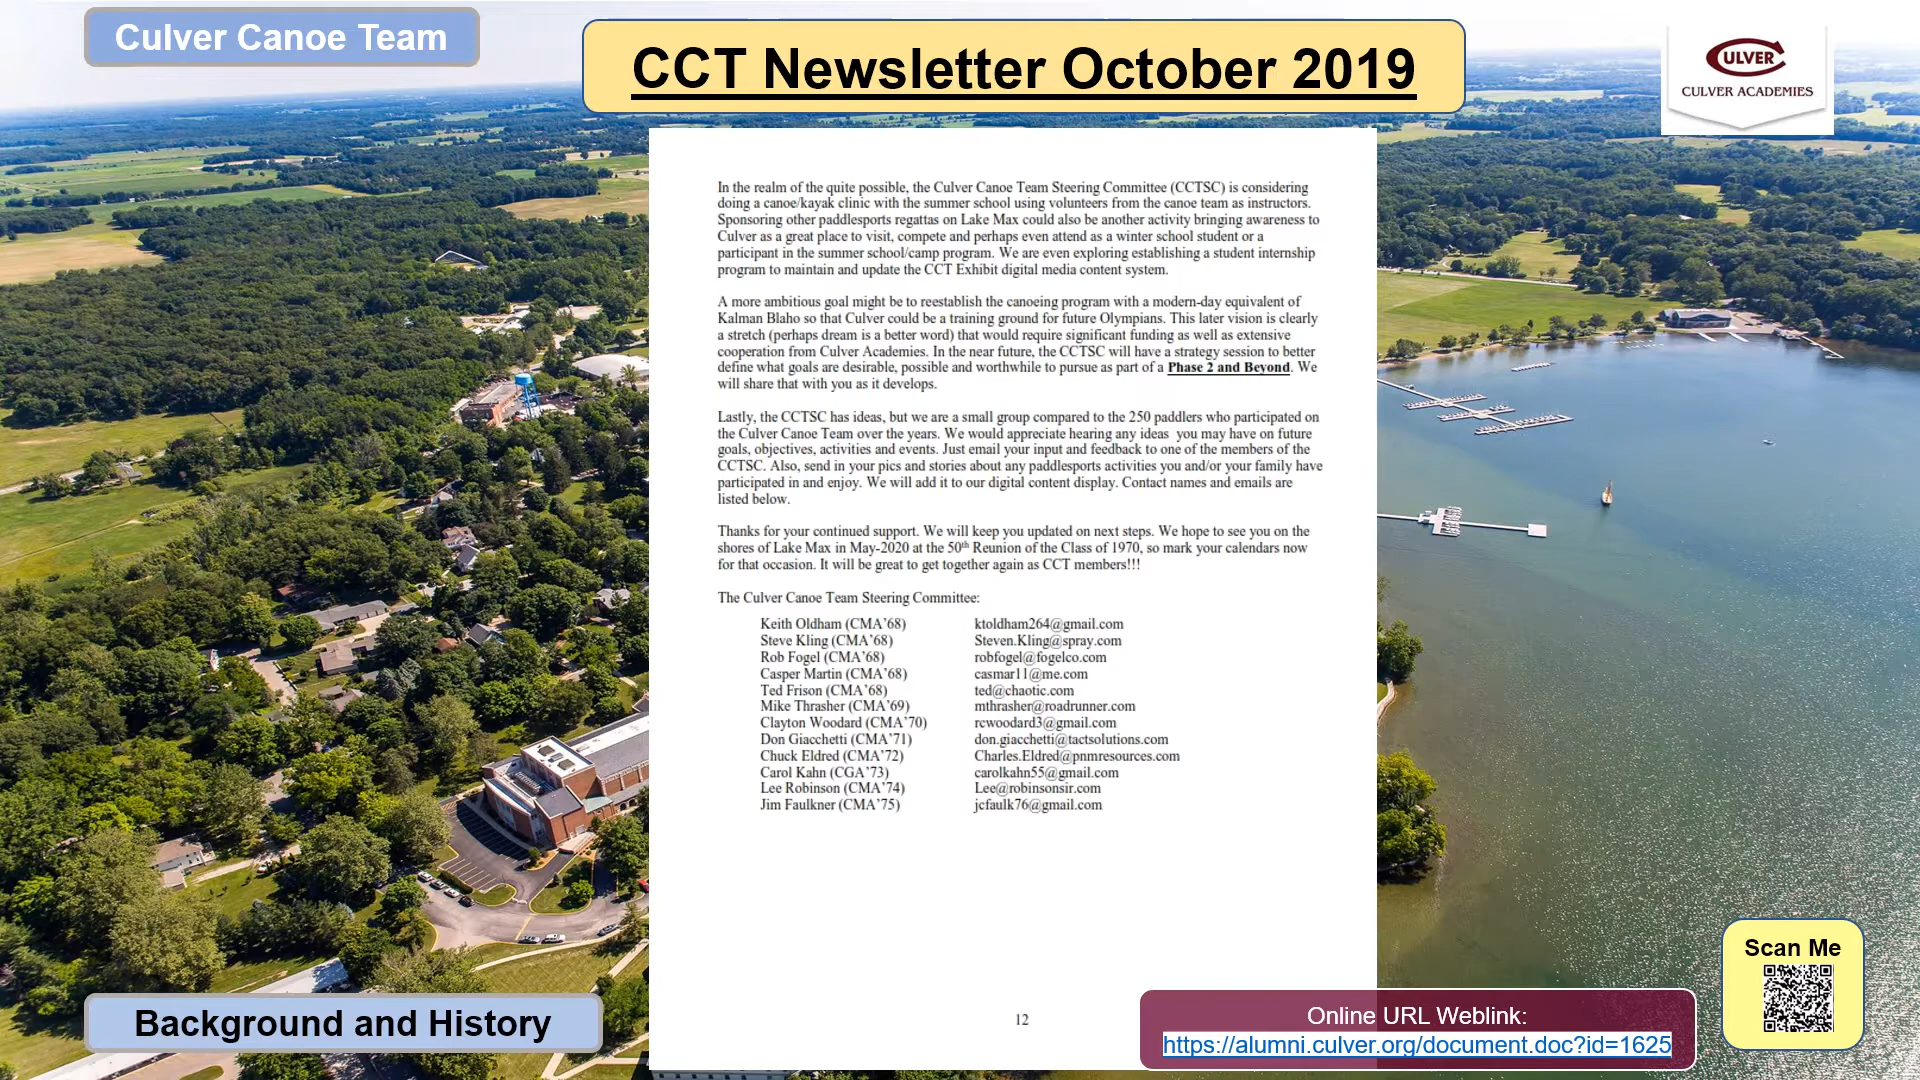 Culver Canoe Team
CCT Newsletter October 2019
CULVER
CULVER ACADEMIES
In the realm of the quite possible, the Culver Canoe Team Steering Committee (CCTSC) is considering
doing a canoe/kayak clinic with the summer school using volunteers from the canoe team as instructors.
Sponsoring other paddlesports regattas on Lake Max could also be another activity bringing awareness to
Culver as a great place to visit, compete and perhaps even attend as a winter school student or a
participant in the summer school/camp program. We are even exploring establishing a student internship
program to maintain and update the CCT Exhibit digital media content system.
A more ambitious goal might be to reestablish the canoeing program with a modern-day equivalent of
Kalman Blaho so that Culver could be a training ground for future Olympians. This later vision is clearly
a stretch (perhaps dream is a better word) that would require significant funding as well as extensive
cooperation from Culver Academies. In the near future, the CCTSC will have a strategy session to better
define what goals are desirable, possible and worthwhile to pursue as part of a Phase 2 and Beyond. We
will share that with you as it develops.
Lastly, the CCTSC has ideas, but we are a small group compared to the 250 paddlers who participated on
the Culver Canoe Team over the years. We would appreciate hearing any ideas you may have on future
goals, objectives, activities and events. Just email your input and feedback to one of the members of the
CCTSC. Also, send in your pics and stories about any paddlesports activities you and/or your family have
participated in and enjoy. We will add it to our digital content display. Contact names and emails are
listed below.
Thanks for your continued support. We will keep you updated on next steps. We hope to see you on the
shores of Lake Max in May-2020 at the 50th Reunion of the Class of 1970, so mark your calendars now
for that occasion. It will be great to get together again as CCT members!!!
The Culver Canoe Team Steering Committee:
Keith Oldham (CMA'68) ktoldham264@gmail.com
Steve Kling (CMA'68) Steven.Kling@spray.com
Rob Fogel (CMA'68) robfogel@fogelco.com
Casper Martin (CMA'68) casmar11@me.com
Ted Frison (CMA'68) ted@chaotic.com
Mike Thrasher (CMA'69) mthrasher@roadrunner.com
Clayton Woodard (CMA'70) rcwoodard3@gmail.com
Don Giacchetti (CMA'71) don.giacchetti@tactsolutions.com
Chuck Eldred (CMA'72) Charles.Eldred@pnmresources.com
Carol Kahn (CGA'73) carolkahn55@gmail.com
Lee Robinson (CMA'74) Lee@robinsonsir.com
Jim Faulkner (CMA'75) jcfaulk76@gmail.com
12
Scan Me
Background and History
Online URL Weblink:
https://alumni.culver.org/document.doc?id=1625